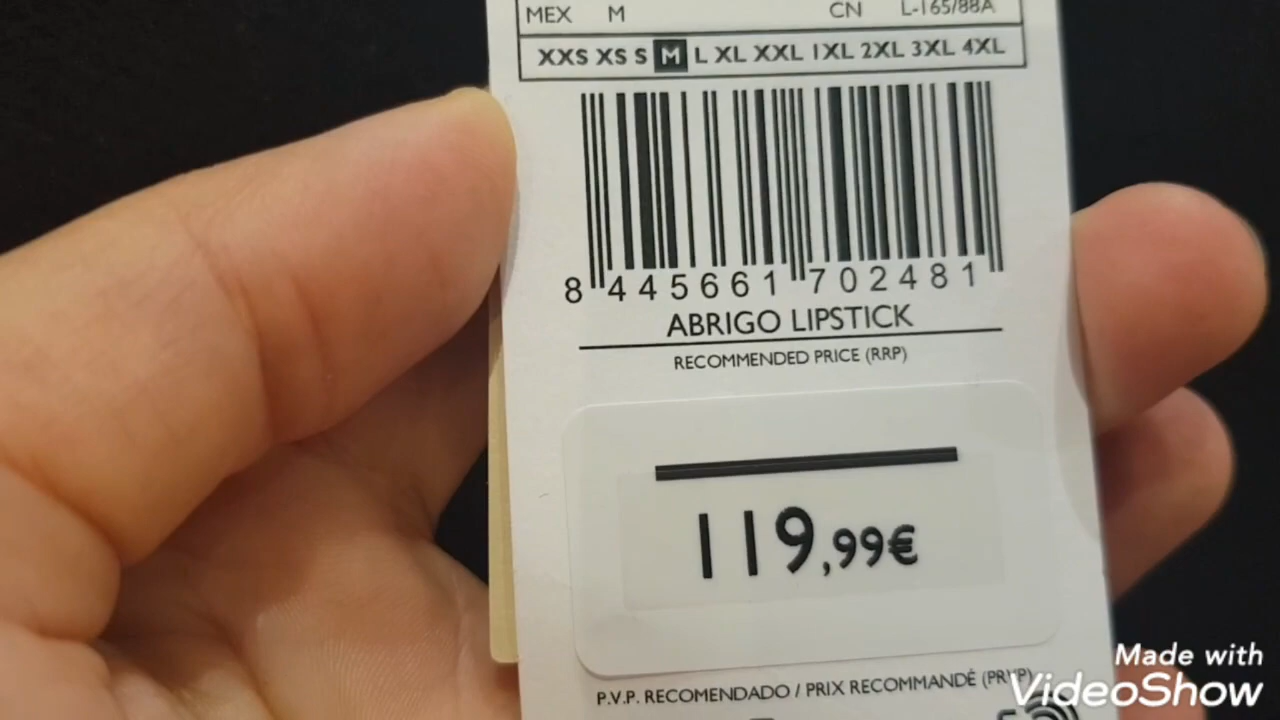 MEX M CN L-165/88A
XXS XS S M L XL XXL 1XL 2XL 3XL 4XL
8 445661 702481
ABRIGO LIPSTICK
RECOMMENDED PRICE (RRP)
119,99€
P.V.P. RECOMENDADO / PRIX RECOMMANDÉ
Made with
VideoShow